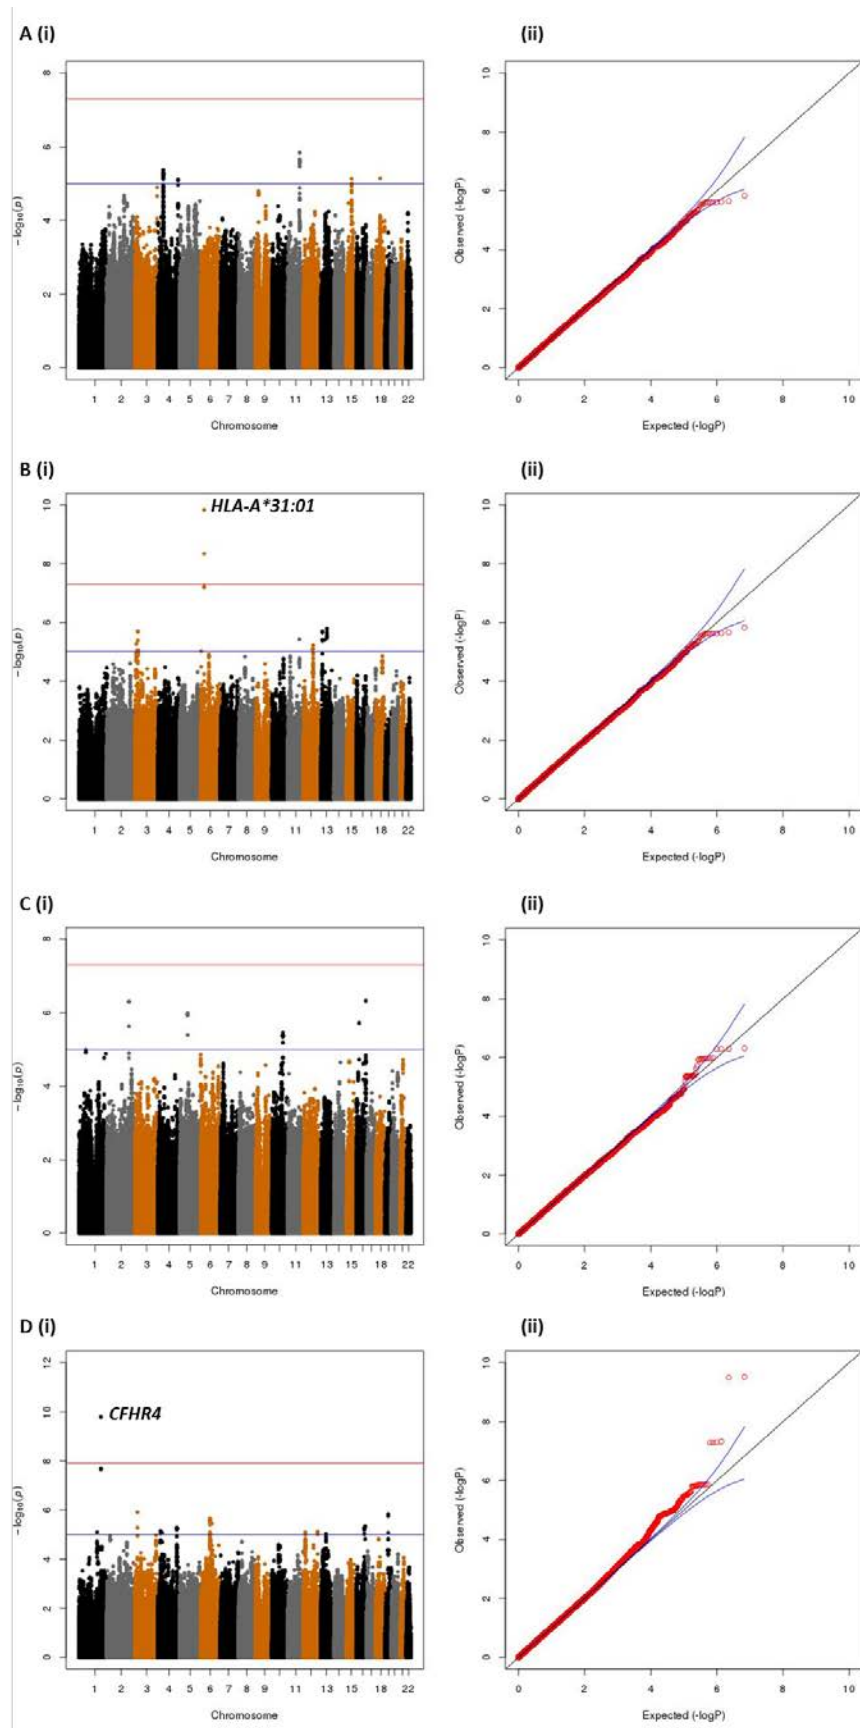 A (i)
(ii)
8
6
4
2
0
−log₁₀(p)
1 2 3 4 5 6 7 8 9 11 13 15 18 22
Chromosome
10
8
6
4
2
0
Observed (-logP)
0 2 4 6 8 10
Expected (-logP)
B (i)
(ii)
10
8
6
4
2
0
−log₁₀(p)
HLA-A*31:01
1 2 3 4 5 6 7 8 9 11 13 15 18 22
Chromosome
10
8
6
4
2
0
Observed (-logP)
0 2 4 6 8 10
Expected (-logP)
C (i)
(ii)
8
6
4
2
0
−log₁₀(p)
1 2 3 4 5 6 7 8 9 11 13 15 18 22
Chromosome
10
8
6
4
2
0
Observed (-logP)
0 2 4 6 8 10
Expected (-logP)
D (i)
(ii)
12
10
8
6
4
2
0
−log₁₀(p)
CFHR4
1 2 3 4 5 6 7 8 9 11 13 15 18 22
Chromosome
10
8
6
4
2
0
Observed (-logP)
0 2 4 6 8 10
Expected (-logP)